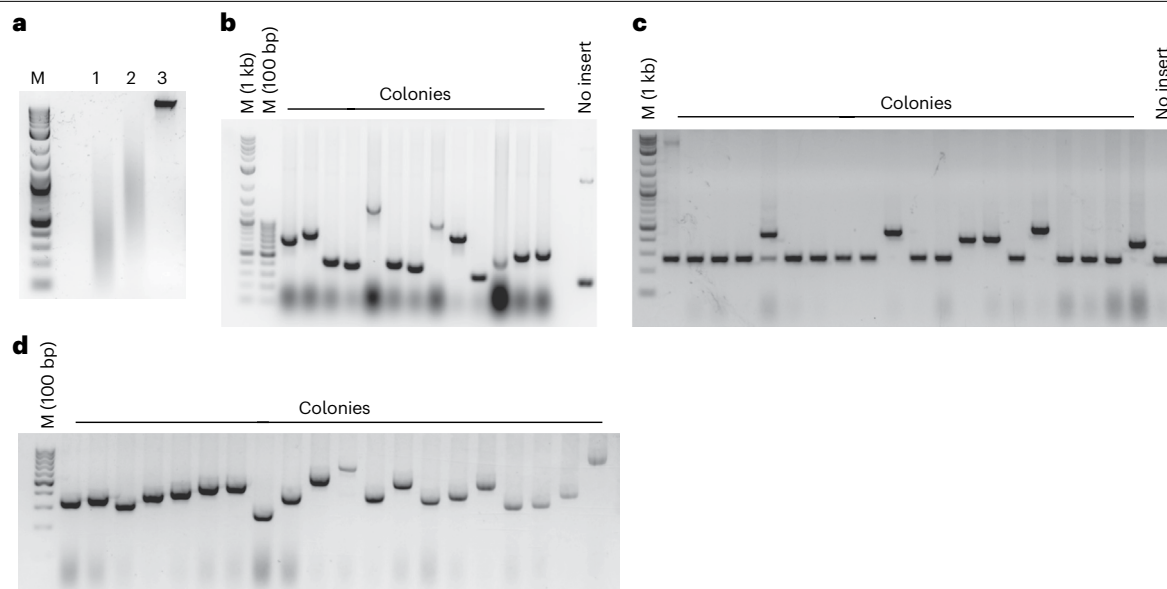 a
M 1 2 3
b
M (1 kb)
M (100 bp)
Colonies
No insert
c
M (1 kb)
Colonies
No insert
d
M (100 bp)
Colonies